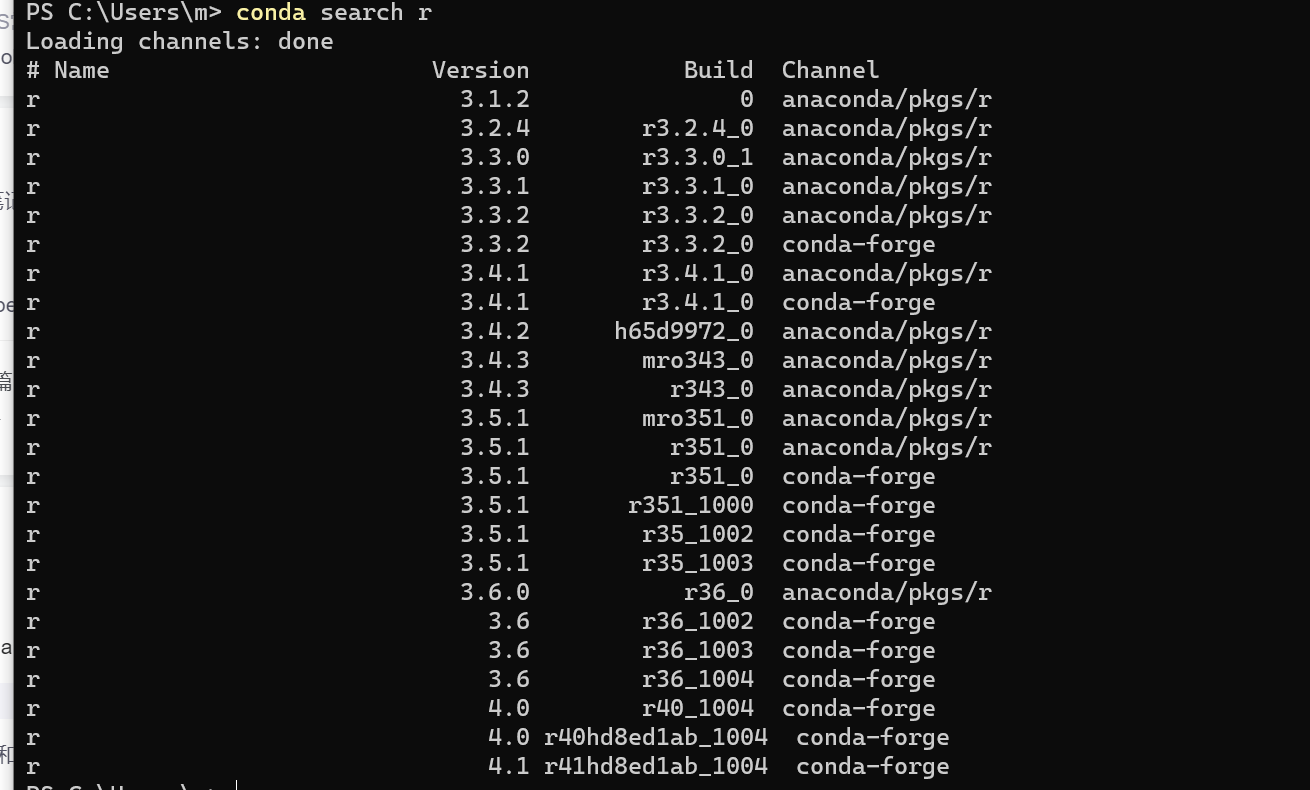 PS C:\Users\m> conda search r
Loading channels: done
# Name Version Build Channel
r 3.1.2 0 anaconda/pkgs/r
r 3.2.4 r3.2.4_0 anaconda/pkgs/r
r 3.3.0 r3.3.0_1 anaconda/pkgs/r
r 3.3.1 r3.3.1_0 anaconda/pkgs/r
r 3.3.2 r3.3.2_0 anaconda/pkgs/r
r 3.3.2 r3.3.2_0 conda-forge
r 3.4.1 r3.4.1_0 anaconda/pkgs/r
r 3.4.1 r3.4.1_0 conda-forge
r 3.4.2 h65d9972_0 anaconda/pkgs/r
r 3.4.3 mro343_0 anaconda/pkgs/r
r 3.4.3 r343_0 anaconda/pkgs/r
r 3.5.1 mro351_0 anaconda/pkgs/r
r 3.5.1 r351_0 anaconda/pkgs/r
r 3.5.1 r351_0 conda-forge
r 3.5.1 r351_1000 conda-forge
r 3.5.1 r35_1002 conda-forge
r 3.5.1 r35_1003 conda-forge
r 3.6.0 r36_0 anaconda/pkgs/r
r 3.6 r36_1002 conda-forge
r 3.6 r36_1003 conda-forge
r 3.6 r36_1004 conda-forge
r 4.0 r40_1004 conda-forge
r 4.0 r40hd8ed1ab_1004 conda-forge
r 4.1 r41hd8ed1ab_1004 conda-forge